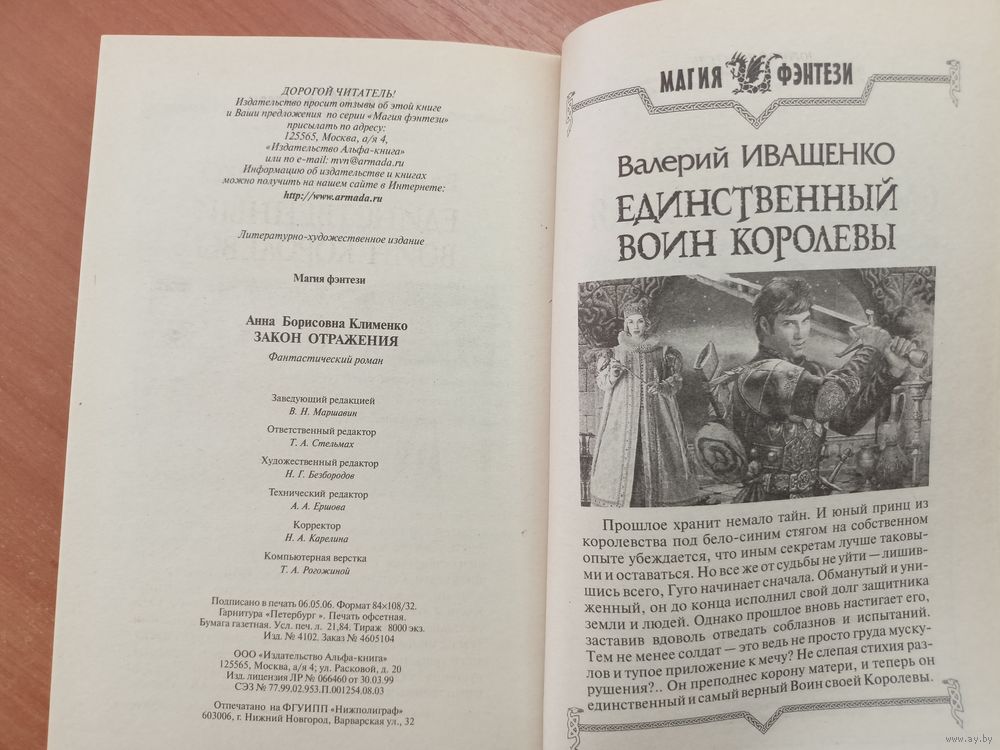 ДОРОГОЙ ЧИТАТЕЛЬ!
Издательство просит отзывы об этой книге
и Ваши предложения по серии «Магия фэнтези»
присылать по адресу:
125565, Москва, а/я 4,
«Издательство Альфа-книга»
или по e-mail: mvn@armada.ru
Информацию об издательстве и книгах
можно получить на нашем сайте в Интернете:
http://www.armada.ru
Литературно-художественное издание
Магия фэнтези
Анна Борисовна Клименко
ЗАКОН ОТРАЖЕНИЯ
Фантастический роман
Заведующий редакцией
В. Н. Маршавин
Ответственный редактор
Т. А. Стельмах
Художественный редактор
Н. Г. Безбородов
Технический редактор
А. А. Ершова
Корректор
Н. А. Карелина
Компьютерная верстка
Т. А. Рогожиной
Подписано в печать 06.05.06. Формат 84×108/32.
Гарнитура «Петербург ». Печать офсетная.
Бумага газетная. Усл. печ. л. 21,84. Тираж 8000 экз.
Изд. № 4102. Заказ № 4605104
ООО «Издательство Альфа-книга»
125565, Москва, а/я 4; ул. Расковой, д. 20
Изд. лицензия ЛР № 066460 от 30.03.99
СЭЗ № 77.99.02.953.П.001254.08.03
Отпечатано на ФГУИПП «Нижполиграф»
603006, г. Нижний Новгород, Варварская ул., 32
МАГИЯ ФЭНТЕЗИ
Валерий ИВАЩЕНКО
ЕДИНСТВЕННЫЙ
ВОИН КОРОЛЕВЫ
Прошлое хранит немало тайн. И юный принц из
королевства под бело-синим стягом на собственном
опыте убеждается, что иным секретам лучше таковы-
ми и оставаться. Но все же от судьбы не уйти — лишив-
шись всего, Гуго начинает сначала. Обманутый и уни-
женный, он до конца исполнил свой долг защитника
земли и людей. Однако прошлое вновь настигает его,
заставив вдоволь отведать соблазнов и испытаний.
Тем не менее солдат — это ведь не просто груда муску-
лов и тупое приложение к мечу? Не слепая стихия раз-
рушения?.. Он преподнес корону матери, и теперь он
единственный и самый верный Воин своей Королевы.
www.ay.by